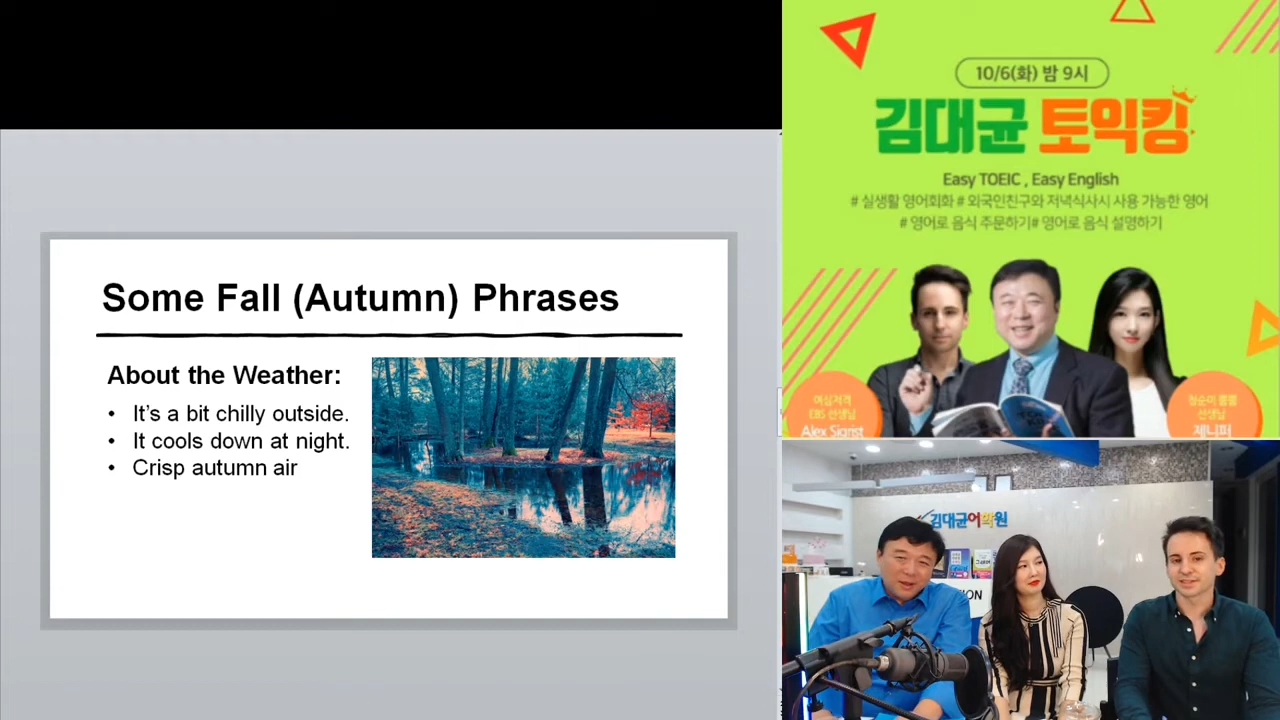 Some Fall (Autumn) Phrases
About the Weather:
• It's a bit chilly outside.
• It cools down at night.
• Crisp autumn air
10/6(화) 밤 9시
김대균 토익킹
Easy TOEIC , Easy English
# 실생활 영어회화 # 외국인친구와 저녁식사시 사용 가능한 영어
# 영어로 음식 주문하기# 영어로 음식 설명하기
EBS 선생님
Alex Sigrist
선생님
제니퍼
김대균어학원